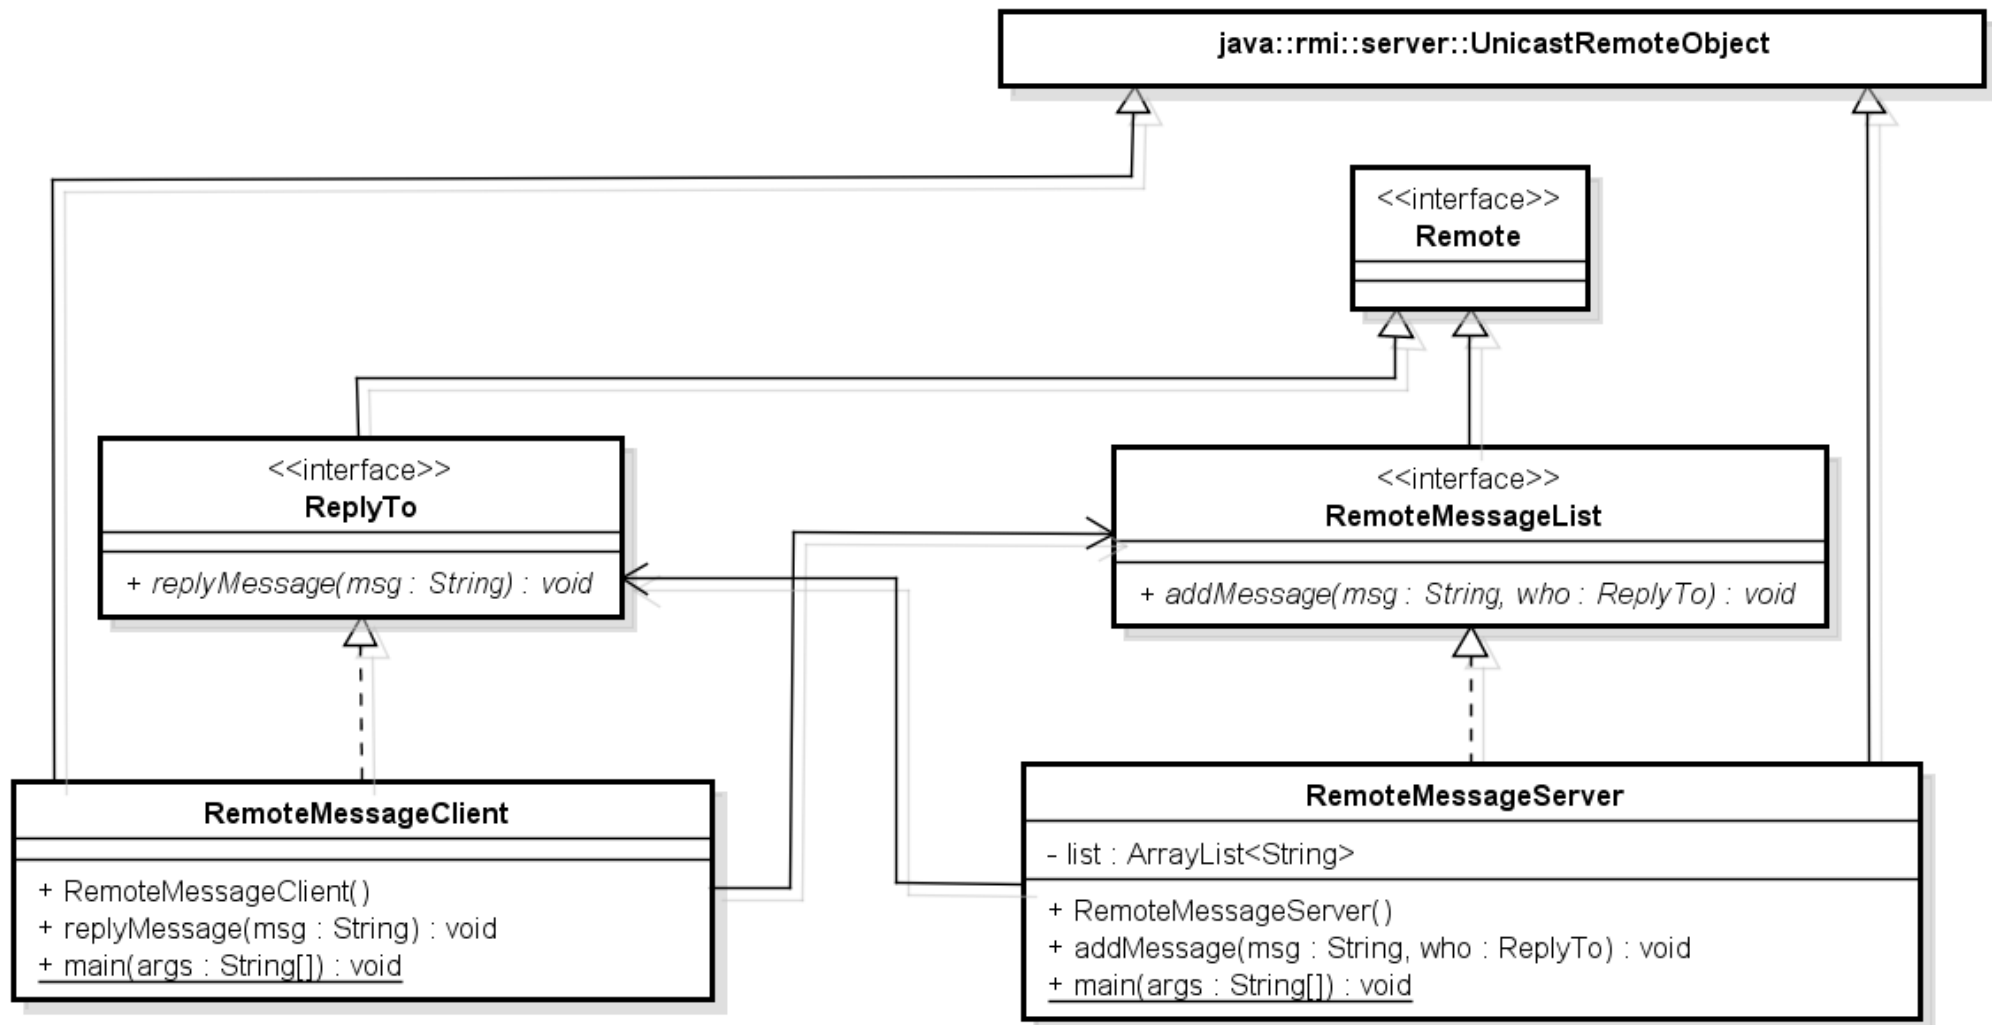 java::rmi::server::UnicastRemoteObject
<<interface>>
Remote
<<interface>>
ReplyTo
+ replyMessage(msg : String) : void
<<interface>>
RemoteMessageList
+ addMessage(msg : String, who : ReplyTo) : void
RemoteMessageClient
+ RemoteMessageClient()
+ replyMessage(msg : String) : void
+ main(args : String[]) : void
RemoteMessageServer
- list : ArrayList<String>
+ RemoteMessageServer()
+ addMessage(msg : String, who : ReplyTo) : void
+ main(args : String[]) : void